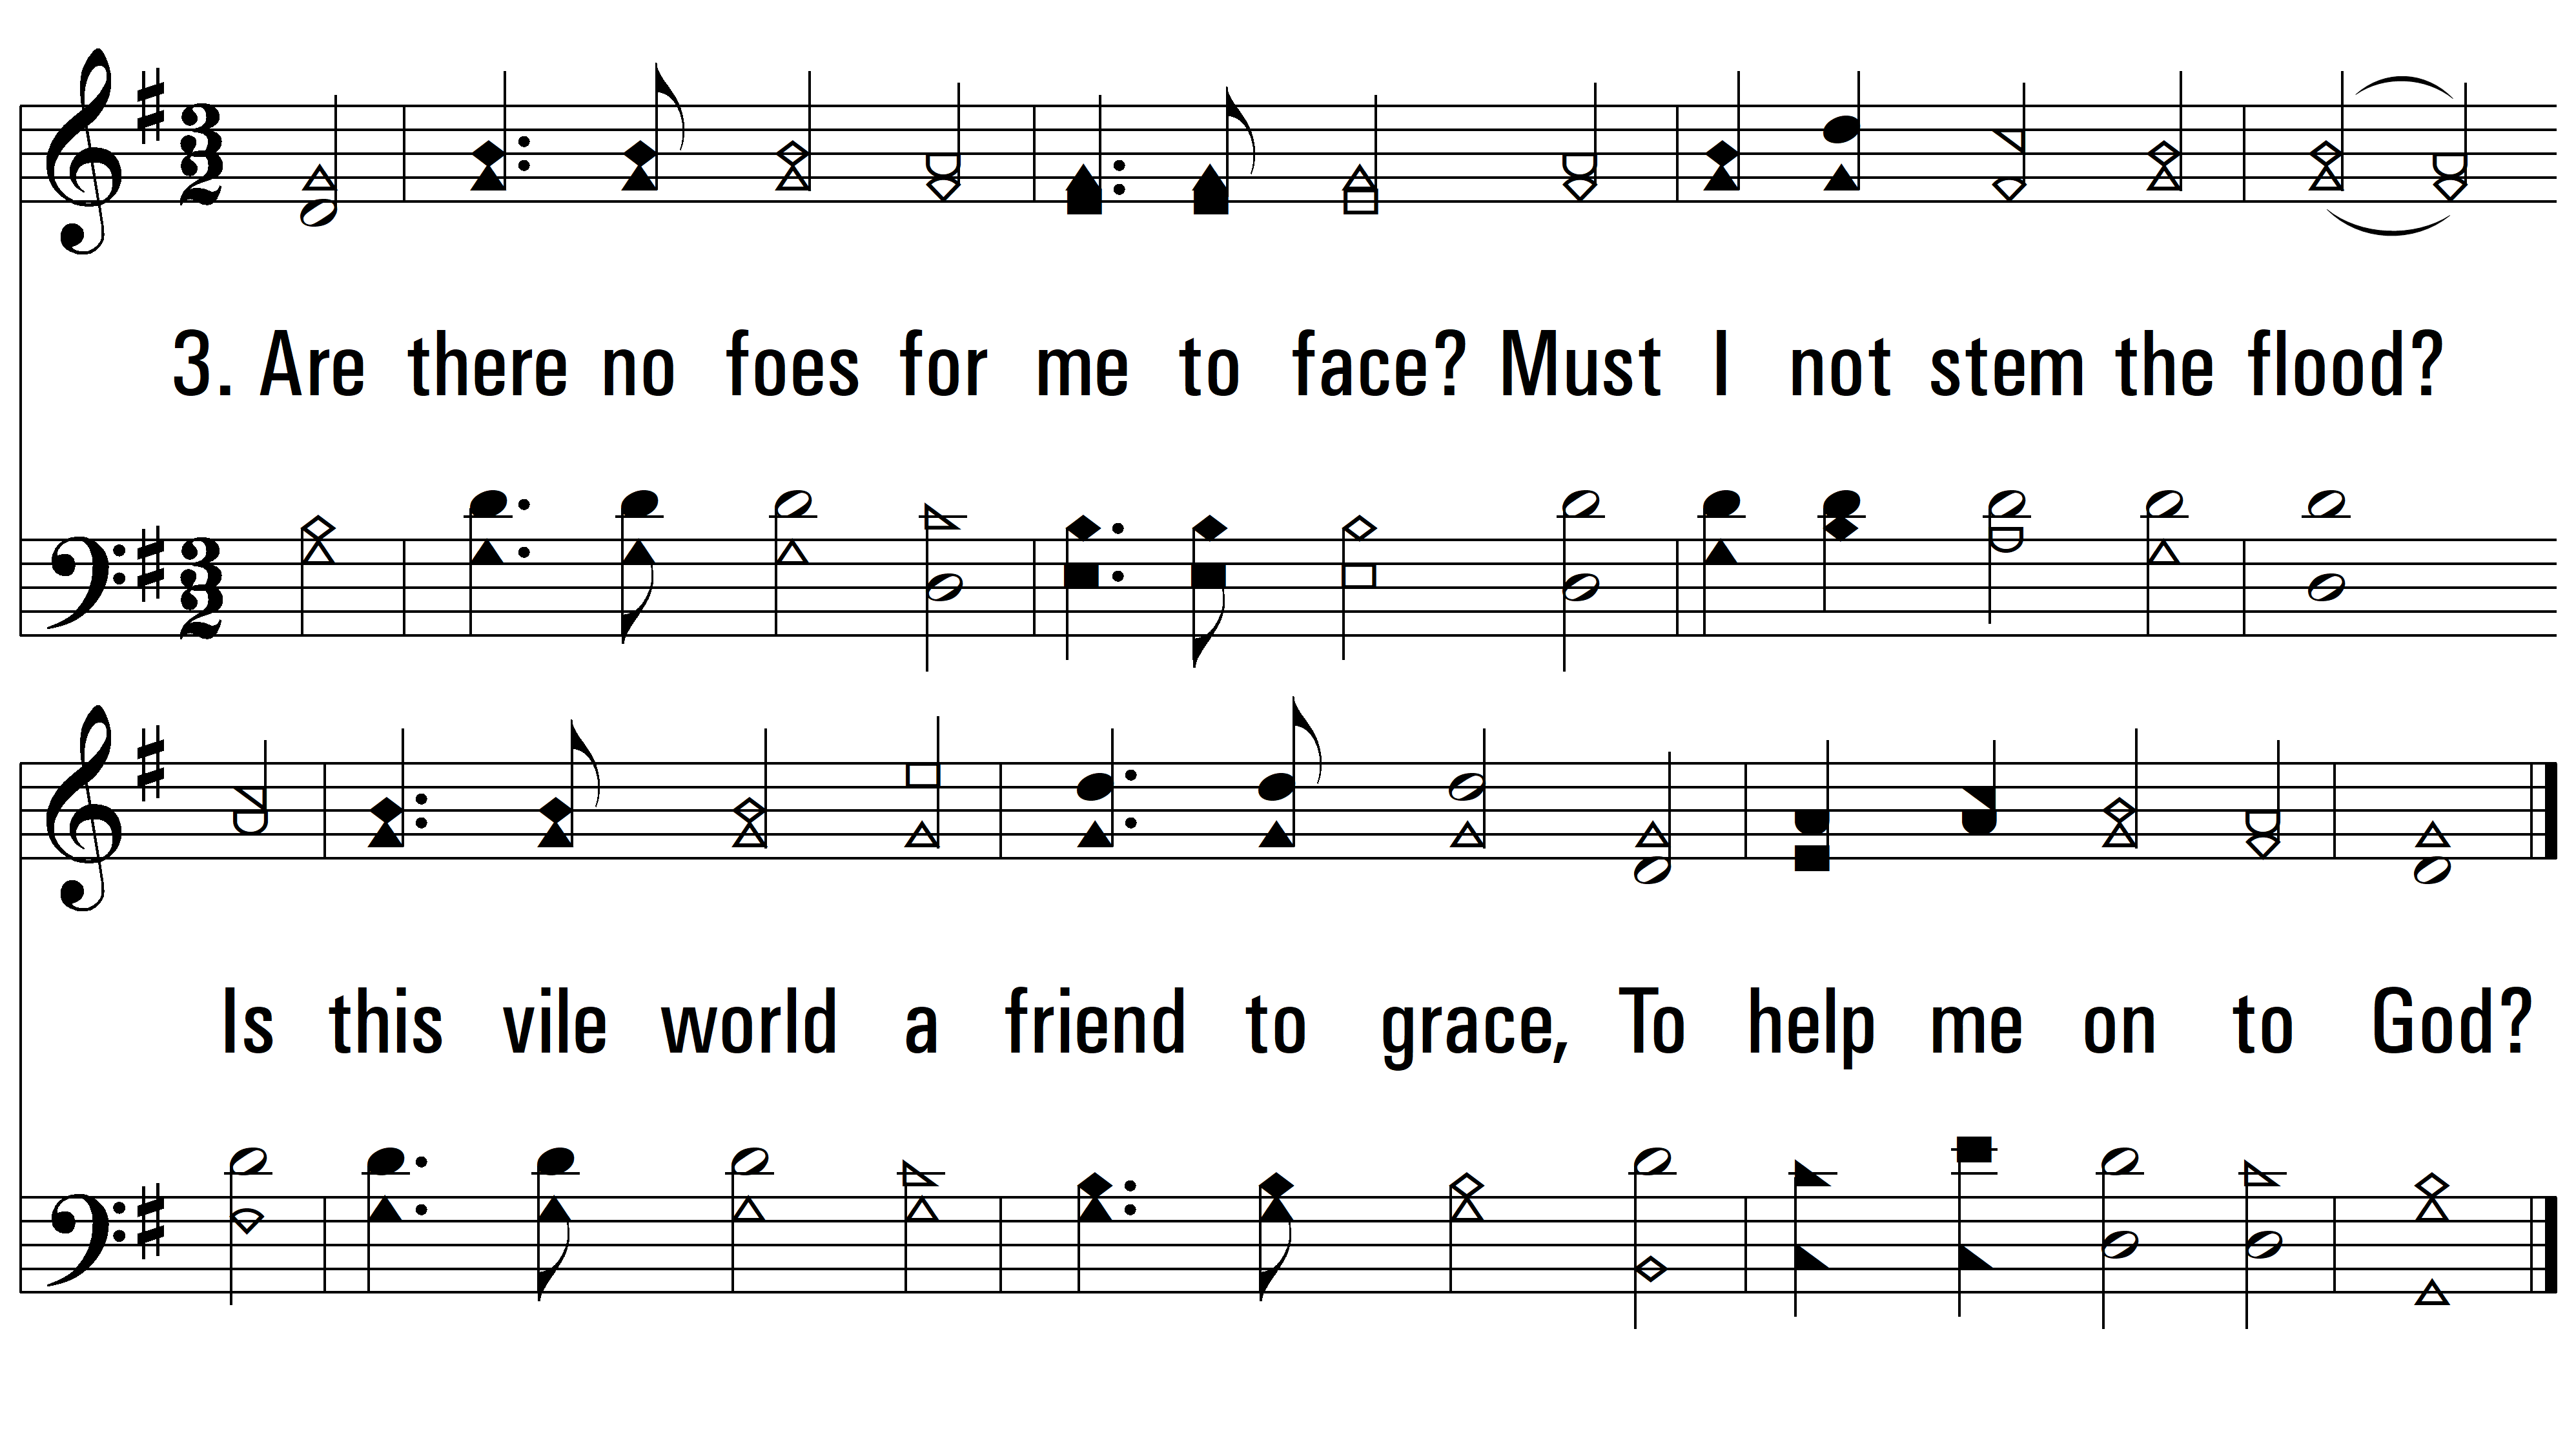 3. Are there no foes for me to face? Must I not stem the flood?
Is this vile world a friend to grace, To help me on to God?